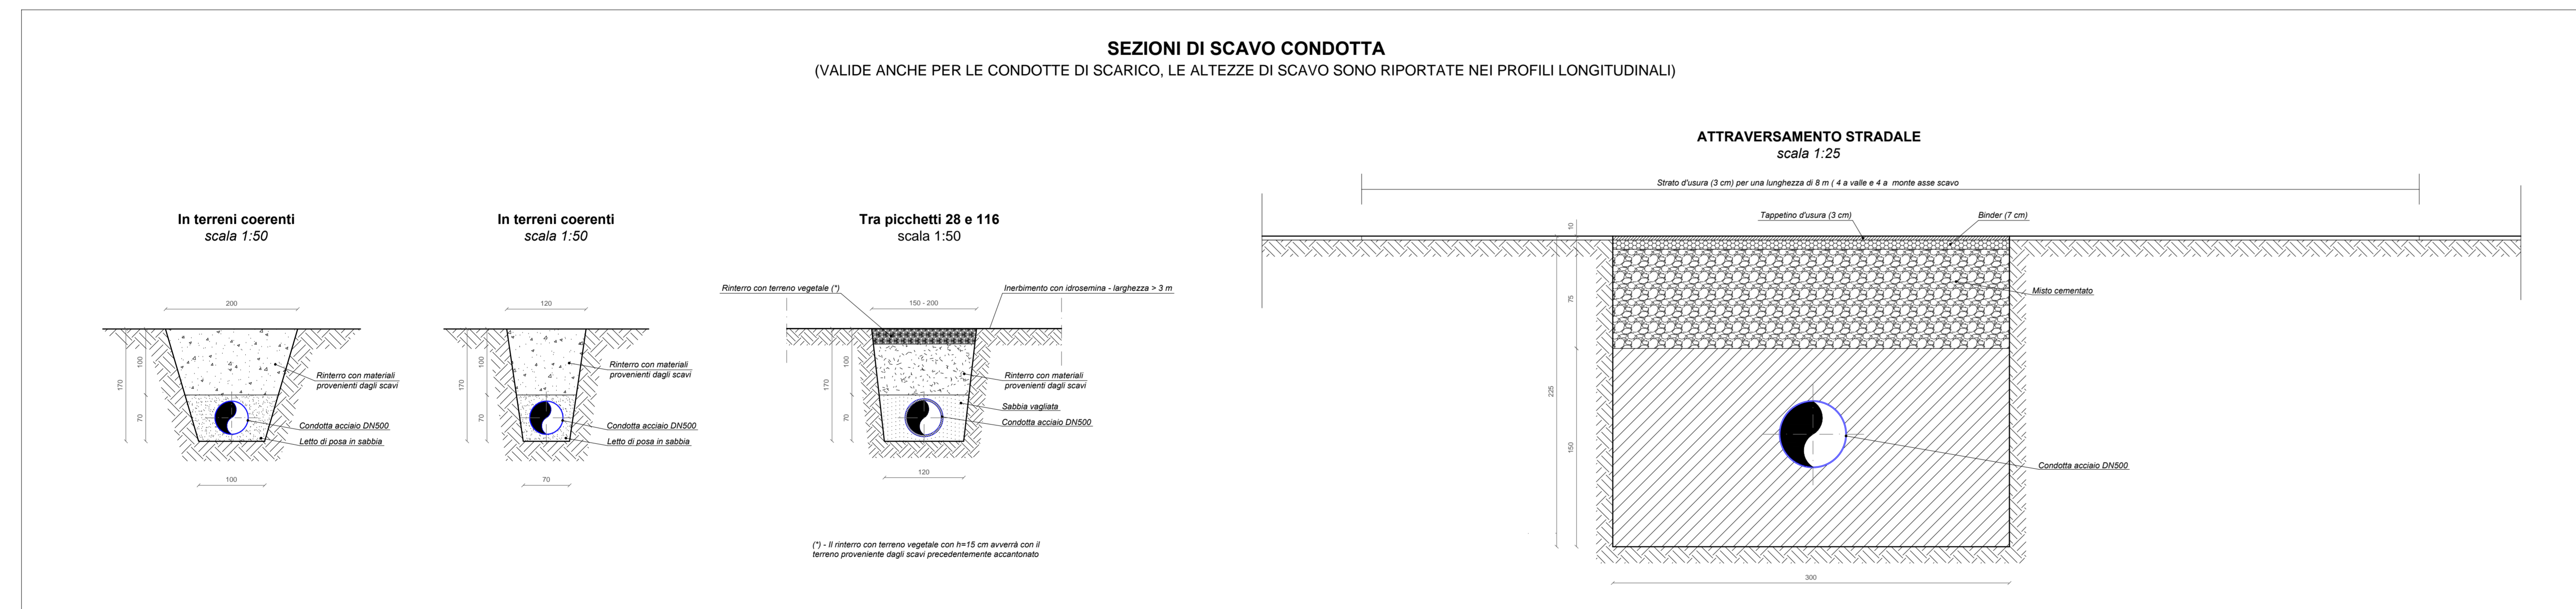 SEZIONI DI SCAVO CONDOTTA
(VALIDE ANCHE PER LE CONDOTTE DI SCARICO, LE ALTEZZE DI SCAVO SONO RIPORTATE NEI PROFILI LONGITUDINALI)
In terreni coerenti
scala 1:50
200
170
100
70
Rinterro con materiali
provenienti dagli scavi
Condotta acciaio DN500
Letto di posa in sabbia
100
In terreni coerenti
scala 1:50
120
170
100
70
Rinterro con materiali
provenienti dagli scavi
Condotta acciaio DN500
Letto di posa in sabbia
70
Tra picchetti 28 e 116
scala 1:50
Rinterro con terreno vegetale (*)
150 - 200
Inerbimento con idrosemina - larghezza > 3 m
170
100
70
Rinterro con materiali
provenienti dagli scavi
Sabbia vagliata
Condotta acciaio DN500
120
(*) - Il rinterro con terreno vegetale con h=15 cm avverrà con il
terreno proveniente dagli scavi precedentemente accantonato
ATTRAVERSAMENTO STRADALE
scala 1:25
Strato d'usura (3 cm) per una lunghezza di 8 m ( 4 a valle e 4 a monte asse scavo
Tappetino d'usura (3 cm)
Binder (7 cm)
10
75
Misto cementato
225
150
Condotta acciaio DN500
300